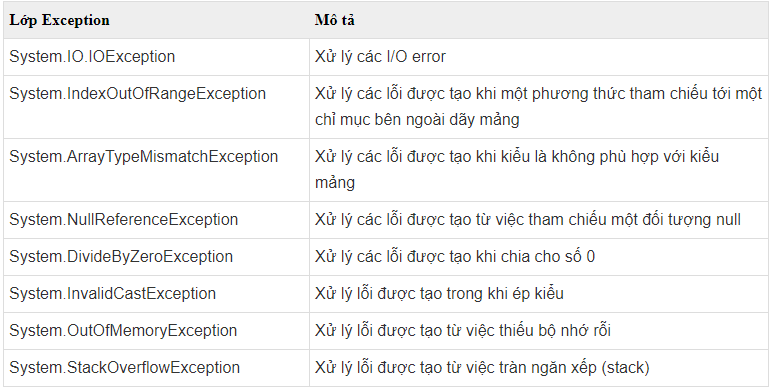 Lớp Exception Mô tả
System.IO.IOException Xử lý các I/O error
System.IndexOutOfRangeException Xử lý các lỗi được tạo khi một phương thức tham chiếu tới một
chỉ mục bên ngoài dãy mảng
System.ArrayTypeMismatchException Xử lý các lỗi được tạo khi kiểu là không phù hợp với kiểu
mảng
System.NullReferenceException Xử lý các lỗi được tạo từ việc tham chiếu một đối tượng null
System.DivideByZeroException Xử lý các lỗi được tạo khi chia cho số 0
System.InvalidCastException Xử lý lỗi được tạo trong khi ép kiểu
System.OutOfMemoryException Xử lý lỗi được tạo từ việc thiếu bộ nhớ rỗi
System.StackOverflowException Xử lý lỗi được tạo từ việc tràn ngăn xếp (stack)